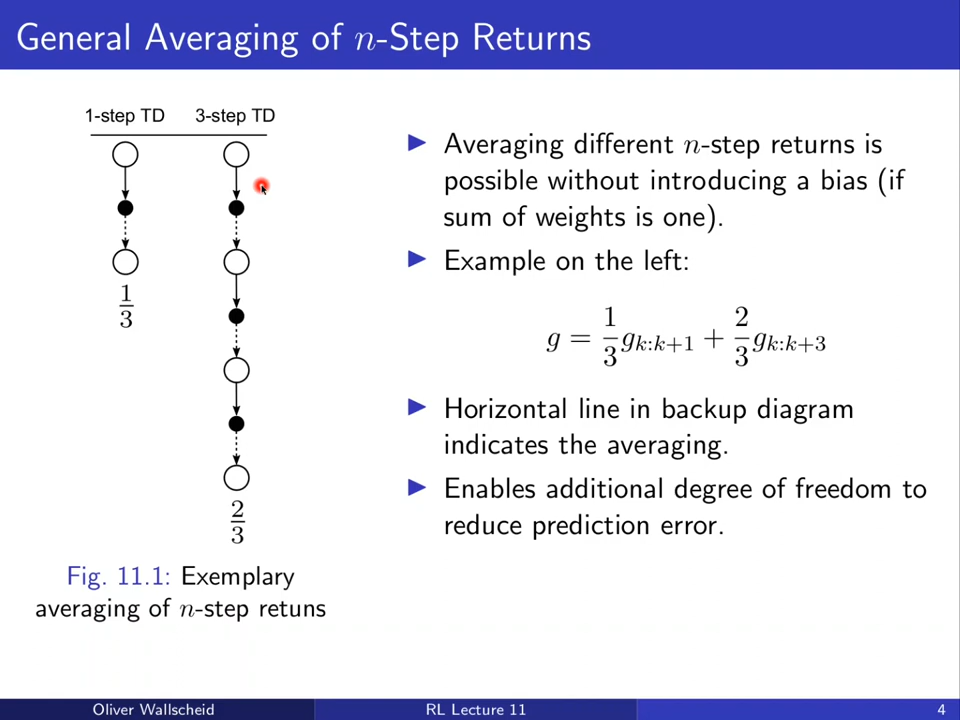 General Averaging of n-Step Returns
1-step TD 3-step TD
1/3
2/3
Fig. 11.1: Exemplary
averaging of n-step retuns
▶ Averaging different n-step returns is
possible without introducing a bias (if
sum of weights is one).
▶ Example on the left:
g = 1/3 g_{k:k+1} + 2/3 g_{k:k+3}
▶ Horizontal line in backup diagram
indicates the averaging.
▶ Enables additional degree of freedom to
reduce prediction error.
Oliver Wallscheid RL Lecture 11 4